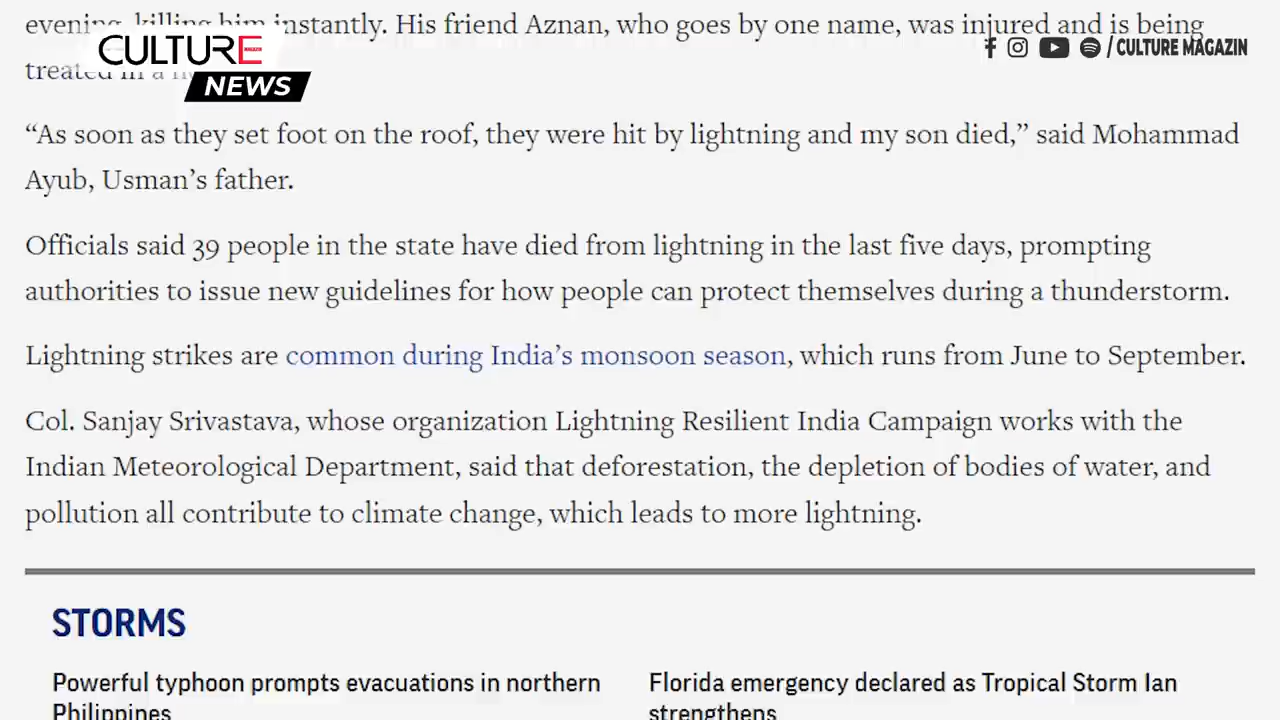 evening, killing him instantly. His friend Aznan, who goes by one name, was injured and is being
CULTURE
/ CULTURE MAGAZIN
treated in a
NEWS
“As soon as they set foot on the roof, they were hit by lightning and my son died,” said Mohammad
Ayub, Usman’s father.
Officials said 39 people in the state have died from lightning in the last five days, prompting
authorities to issue new guidelines for how people can protect themselves during a thunderstorm.
Lightning strikes are common during India’s monsoon season, which runs from June to September.
Col. Sanjay Srivastava, whose organization Lightning Resilient India Campaign works with the
Indian Meteorological Department, said that deforestation, the depletion of bodies of water, and
pollution all contribute to climate change, which leads to more lightning.
STORMS
Powerful typhoon prompts evacuations in northern
Philippines
Florida emergency declared as Tropical Storm Ian
strengthens